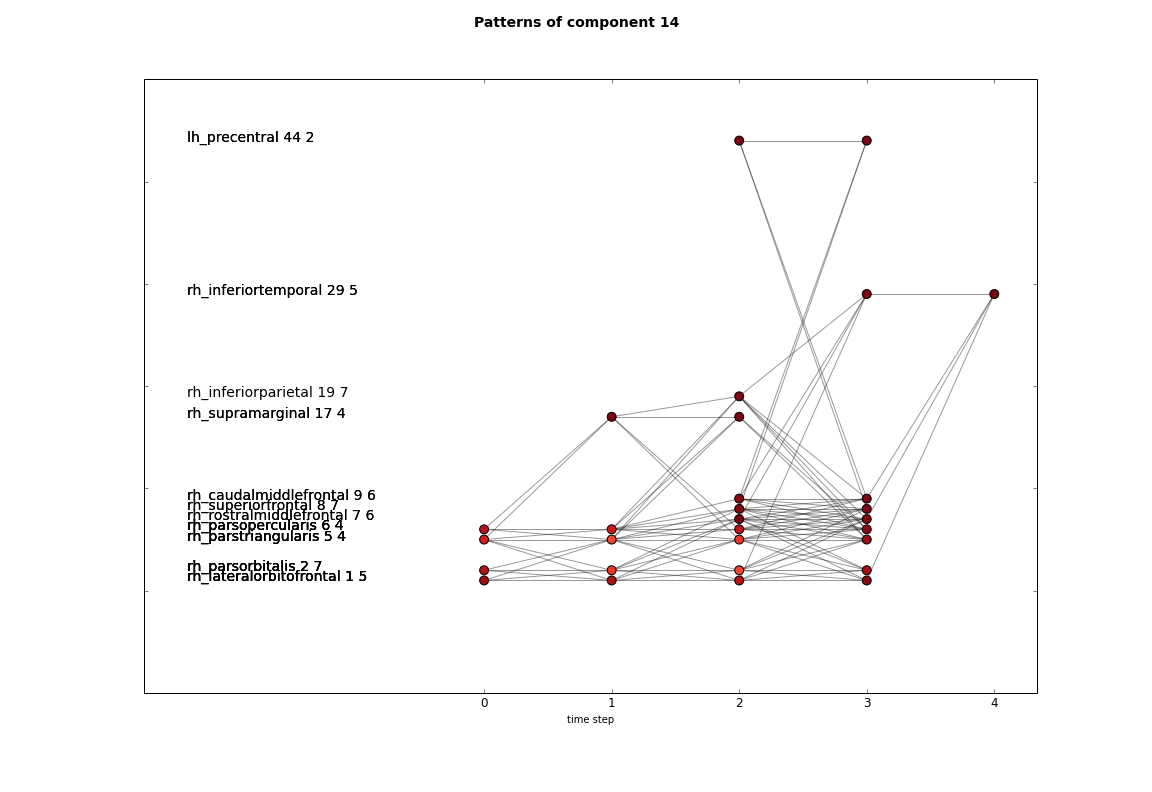 Patterns of component 14
lh_precentral 44 2
rh_inferiortemporal 29 5
rh_inferiorparietal 19 7
rh_supramarginal 17 4
rh_caudalmiddlefrontal 9 6
rh_superiorfrontal 8 7
rh_rostralmiddlefrontal 7 6
rh_parsopercularis 6 4
rh_parstriangularis 5 4
rh_parsorbitalis 2 7
rh_lateralorbitofrontal 1 5
0 1 2 3 4
time step